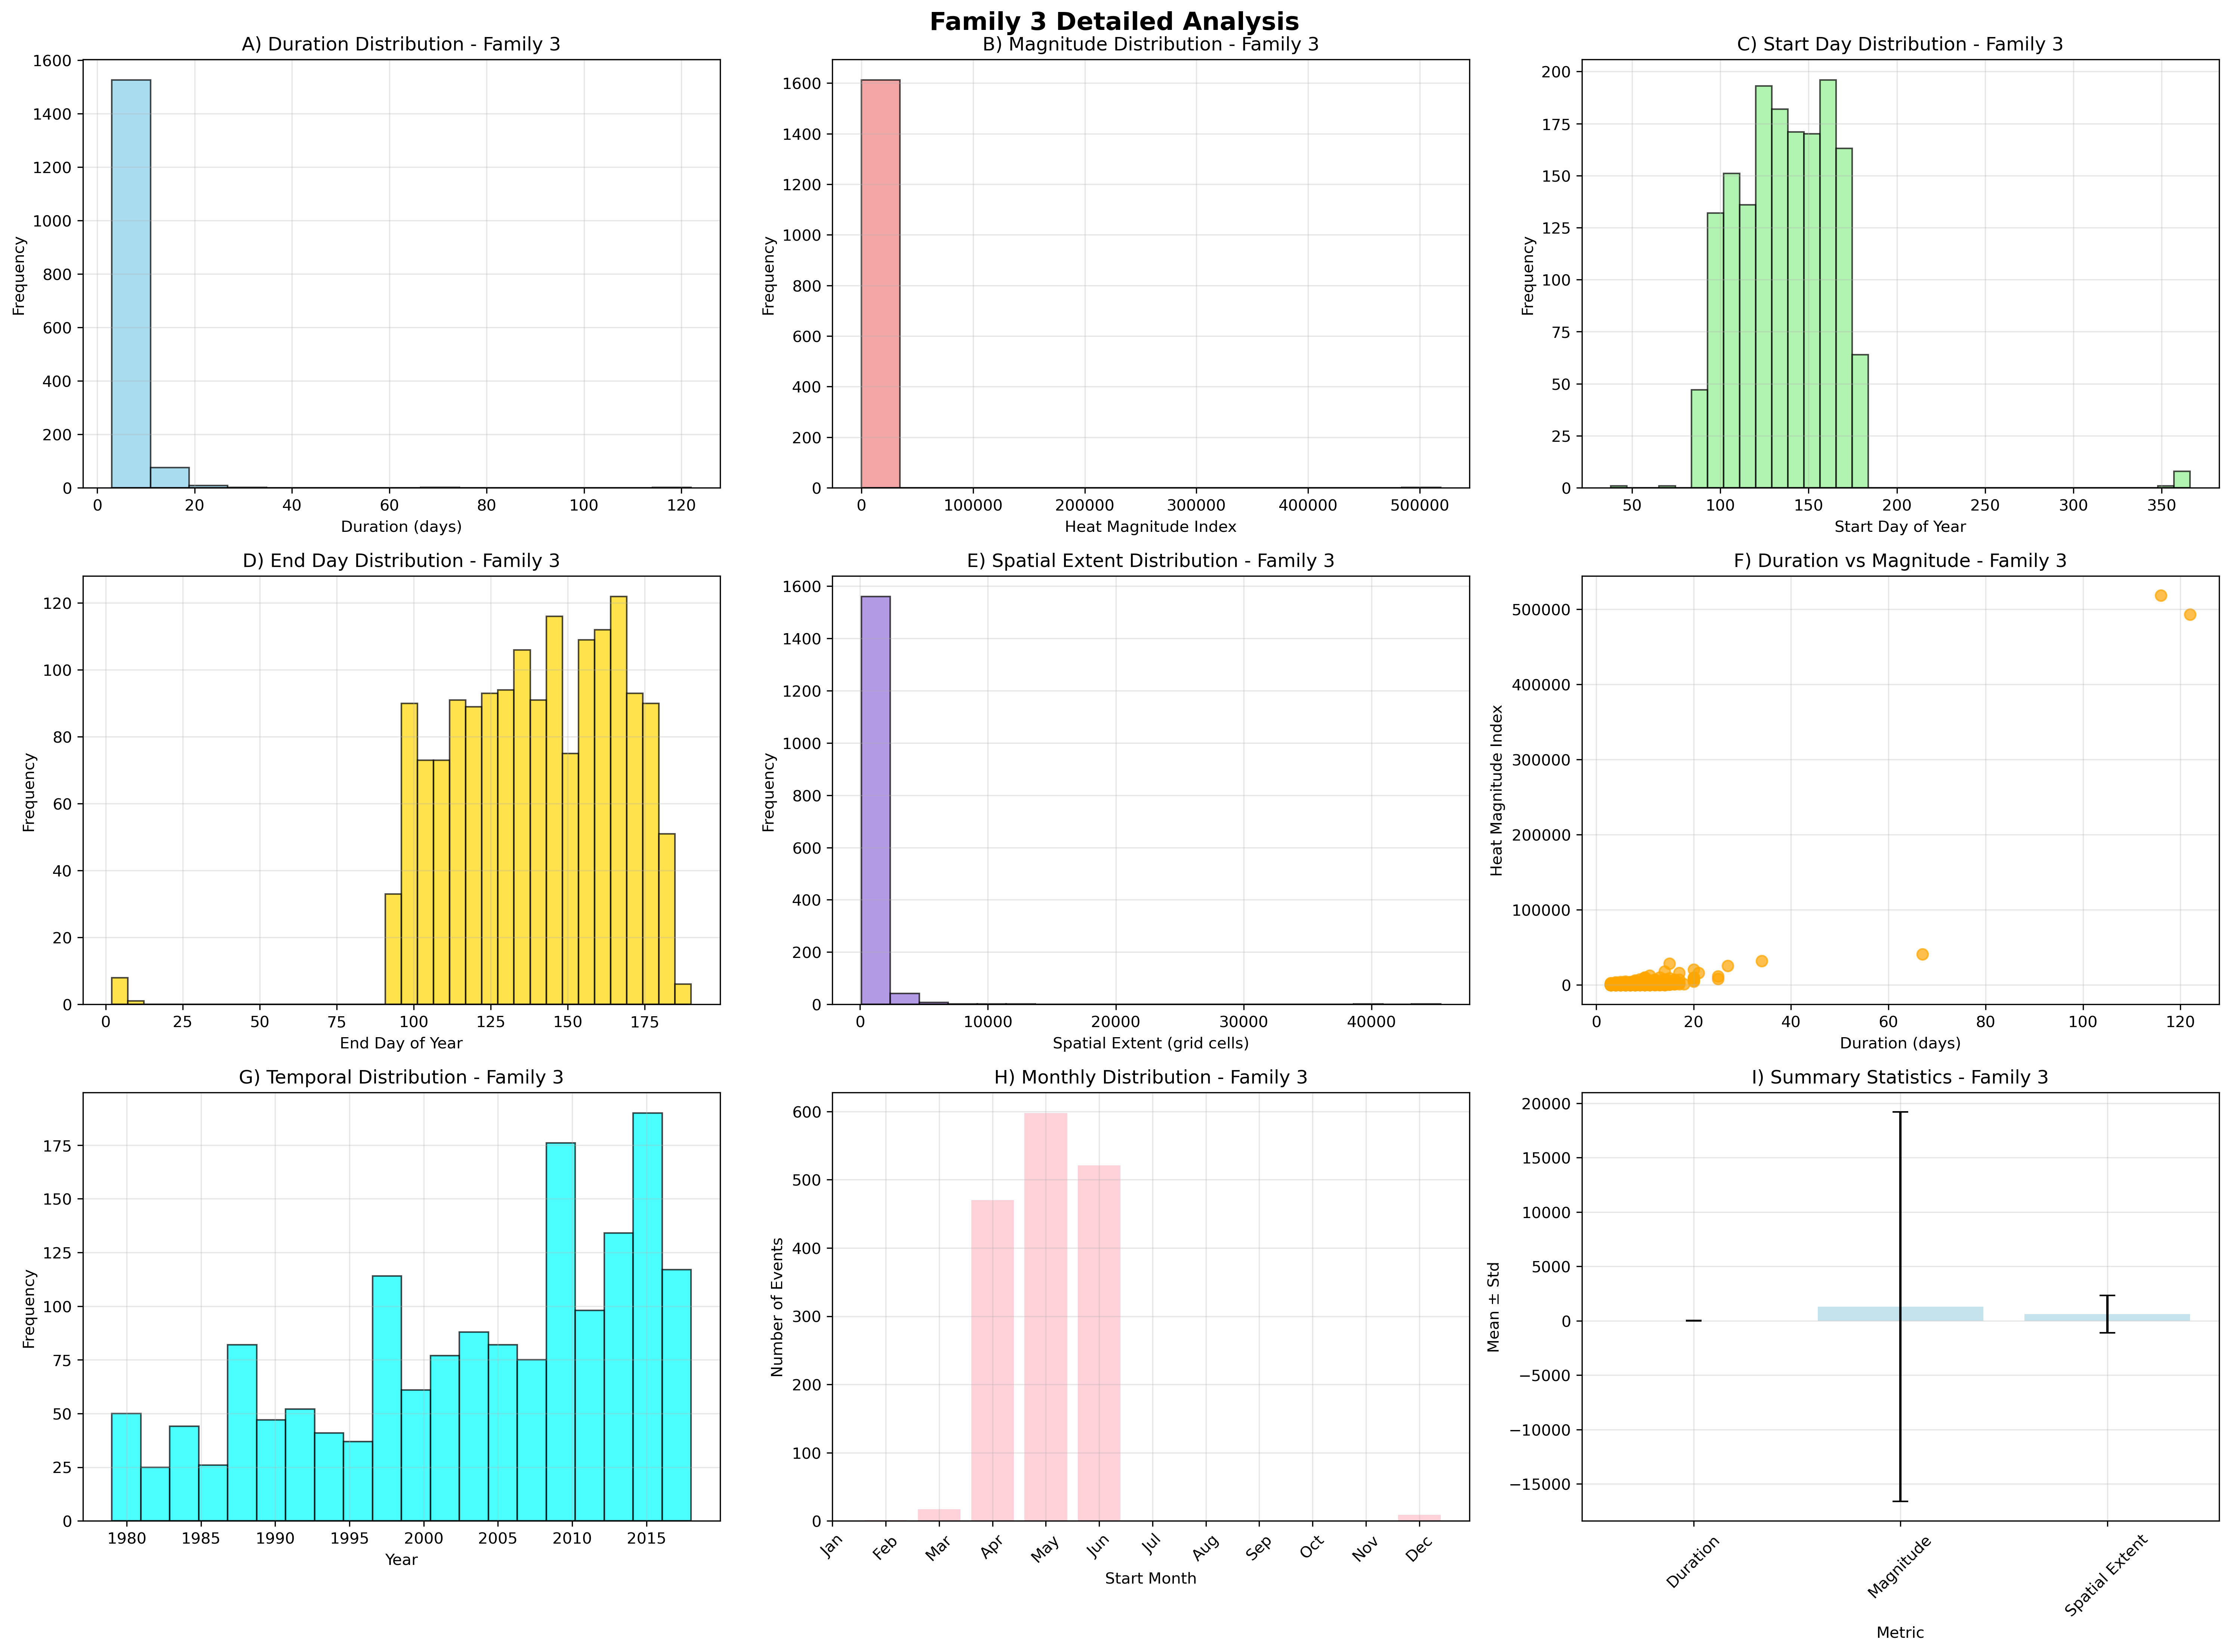 Family 3 Detailed Analysis
A) Duration Distribution - Family 3
1600
1400
1200
1000
800
600
400
200
0
Frequency
0 20 40 60 80 100 120
Duration (days)
B) Magnitude Distribution - Family 3
1600
1400
1200
1000
800
600
400
200
0
Frequency
0 100000 200000 300000 400000 500000
Heat Magnitude Index
C) Start Day Distribution - Family 3
200
175
150
125
100
75
50
25
0
Frequency
50 100 150 200 250 300 350
Start Day of Year
D) End Day Distribution - Family 3
120
100
80
60
40
20
0
Frequency
0 25 50 75 100 125 150 175
End Day of Year
E) Spatial Extent Distribution - Family 3
1600
1400
1200
1000
800
600
400
200
0
Frequency
0 10000 20000 30000 40000
Spatial Extent (grid cells)
F) Duration vs Magnitude - Family 3
500000
400000
300000
200000
100000
0
Heat Magnitude Index
0 20 40 60 80 100 120
Duration (days)
G) Temporal Distribution - Family 3
175
150
125
100
75
50
25
0
Frequency
1980 1985 1990 1995 2000 2005 2010 2015
Year
H) Monthly Distribution - Family 3
600
500
400
300
200
100
0
Number of Events
Jan Feb Mar Apr May Jun Jul Aug Sep Oct Nov Dec
Start Month
I) Summary Statistics - Family 3
20000
15000
10000
5000
0
−5000
−10000
−15000
Mean ± Std
Duration Magnitude Spatial Extent
Metric